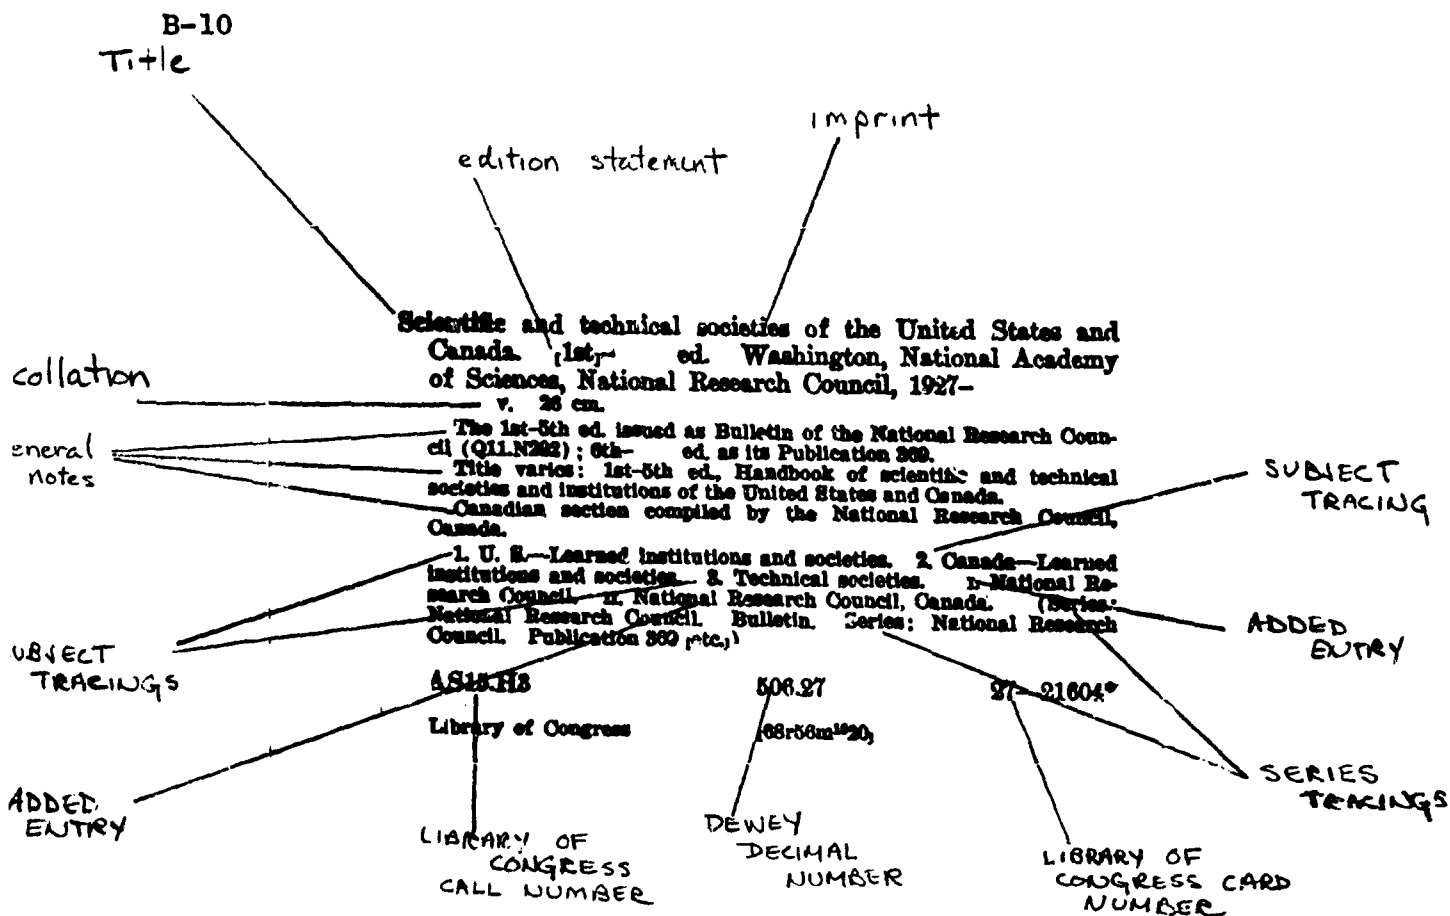 B-10
Title
imprint
edition statement
Scientific and technical societies of the United States and
Canada. [1st]- ed. Washington, National Academy
of Sciences, National Research Council, 1927-
collation
v. 26 cm.
The 1st-5th ed. issued as Bulletin of the National Research Coun-
cil (Q11.N292) ; 6th- ed. as its Publication 369.
eneral
notes
Title varies: 1st-5th ed., Handbook of scientific and technical
societies and institutions of the United States and Canada.
Canadian section compiled by the National Research Council,
Canada.
SUBJECT
TRACING
1. U. S.—Learned institutions and societies. 2. Canada—Learned
institutions and societies. 3. Technical societies. I. National Re-
search Council. II. National Research Council, Canada. (Series:
National Research Council. Bulletin. Series: National Research
Council. Publication 369 [etc.])
ADDED
ENTRY
UBJECT
TRACINGS
AS15.H3 506.27 27-21604*
Library of Congress [68r56m¹⁰20]
SERIES
TRACINGS
ADDED
ENTRY
LIBRARY OF
CONGRESS
CALL NUMBER
DEWEY
DECIMAL
NUMBER
LIBRARY OF
CONGRESS CARD
NUMBER